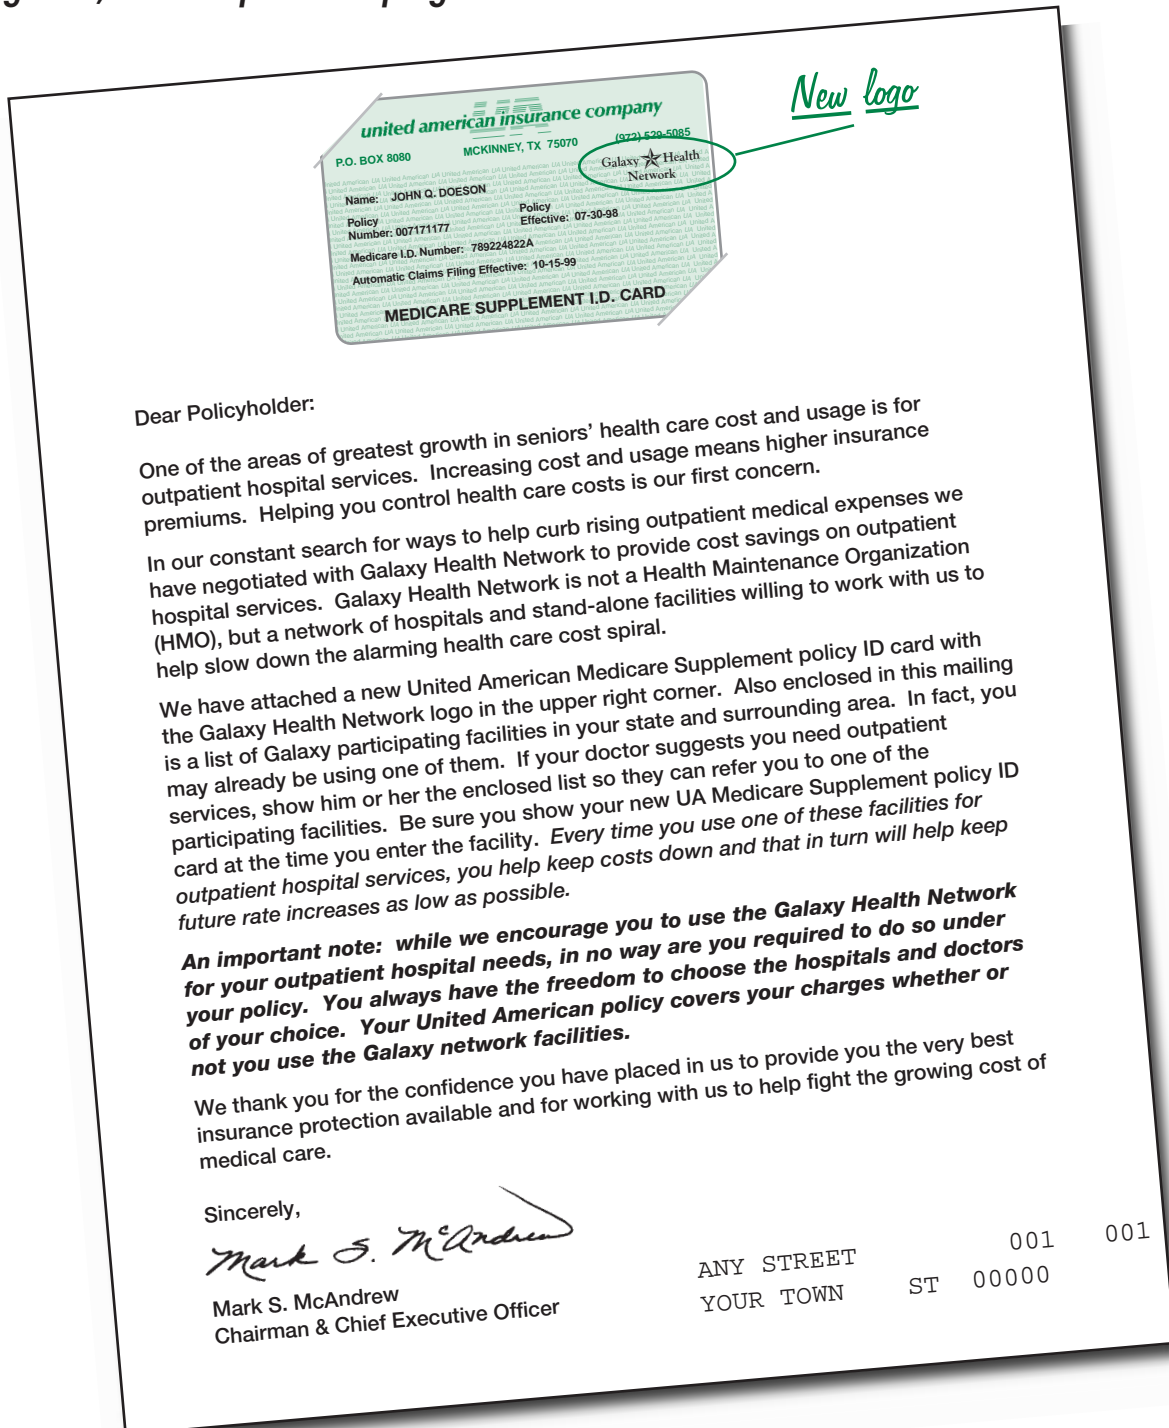 New logo
united american insurance company
P.O. BOX 8080 MCKINNEY, TX 75070 (972) 529-5085
Galaxy Health
Network
Name: JOHN Q. DOESON
Policy Policy
Number: 007171177 Effective: 07-30-98
Medicare I.D. Number: 789224822A
Automatic Claims Filing Effective: 10-15-99
MEDICARE SUPPLEMENT I.D. CARD
Dear Policyholder:
One of the areas of greatest growth in seniors’ health care cost and usage is for
outpatient hospital services. Increasing cost and usage means higher insurance
premiums. Helping you control health care costs is our first concern.
In our constant search for ways to help curb rising outpatient medical expenses we
have negotiated with Galaxy Health Network to provide cost savings on outpatient
hospital services. Galaxy Health Network is not a Health Maintenance Organization
(HMO), but a network of hospitals and stand-alone facilities willing to work with us to
help slow down the alarming health care cost spiral.
We have attached a new United American Medicare Supplement policy ID card with
the Galaxy Health Network logo in the upper right corner. Also enclosed in this mailing
is a list of Galaxy participating facilities in your state and surrounding area. In fact, you
may already be using one of them. If your doctor suggests you need outpatient
services, show him or her the enclosed list so they can refer you to one of the
participating facilities. Be sure you show your new UA Medicare Supplement policy ID
card at the time you enter the facility. Every time you use one of these facilities for
outpatient hospital services, you help keep costs down and that in turn will help keep
future rate increases as low as possible.
An important note: while we encourage you to use the Galaxy Health Network
for your outpatient hospital needs, in no way are you required to do so under
your policy. You always have the freedom to choose the hospitals and doctors
of your choice. Your United American policy covers your charges whether or
not you use the Galaxy network facilities.
We thank you for the confidence you have placed in us to provide you the very best
insurance protection available and for working with us to help fight the growing cost of
medical care.
Sincerely,
Mark S. McAndrew
Mark S. McAndrew
Chairman & Chief Executive Officer
ANY STREET 001 001
YOUR TOWN ST 00000